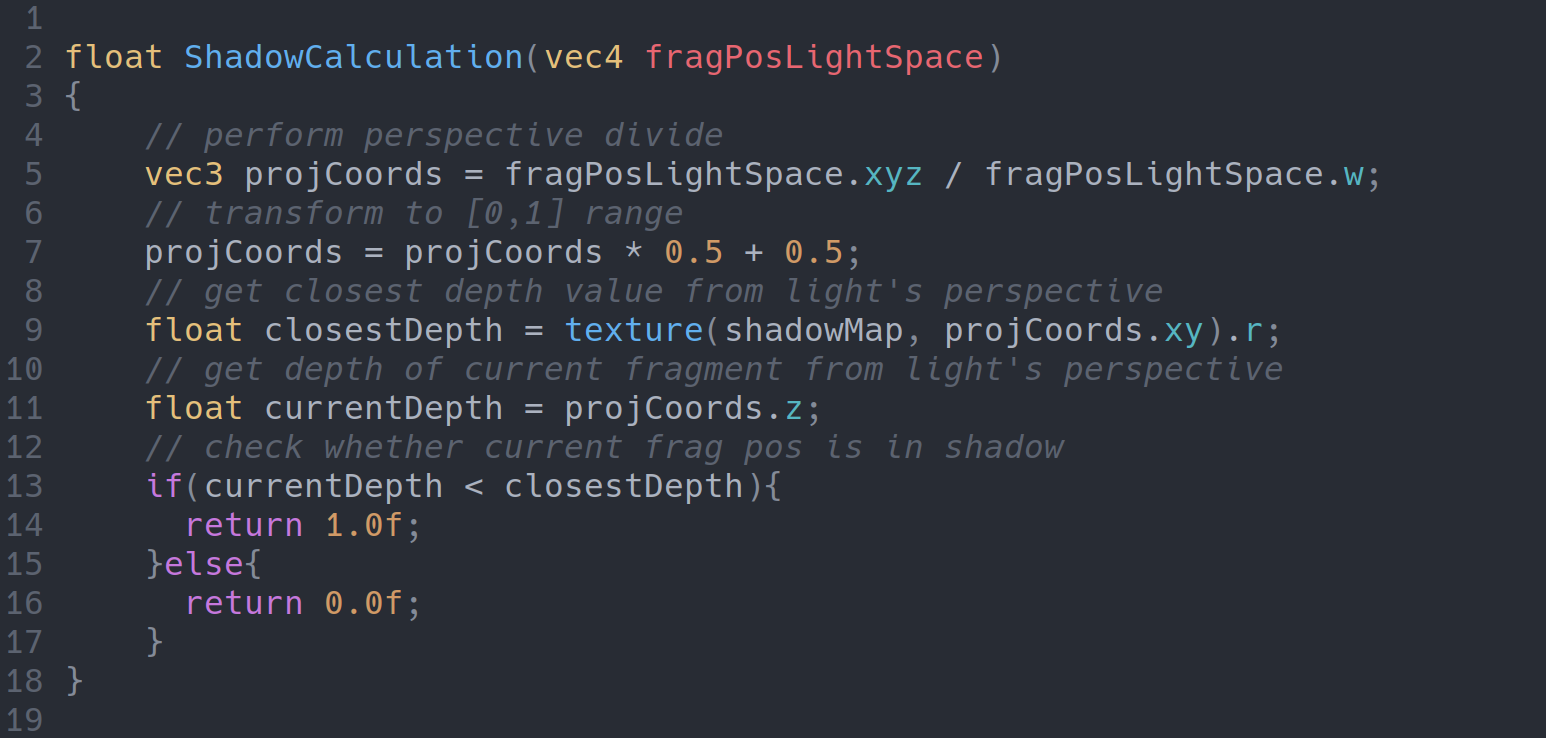 1
2 float ShadowCalculation(vec4 fragPosLightSpace)
3 {
4     // perform perspective divide
5     vec3 projCoords = fragPosLightSpace.xyz / fragPosLightSpace.w;
6     // transform to [0,1] range
7     projCoords = projCoords * 0.5 + 0.5;
8     // get closest depth value from light's perspective
9     float closestDepth = texture(shadowMap, projCoords.xy).r;
10     // get depth of current fragment from light's perspective
11     float currentDepth = projCoords.z;
12     // check whether current frag pos is in shadow
13     if(currentDepth < closestDepth){
14       return 1.0f;
15     }else{
16       return 0.0f;
17     }
18 }
19